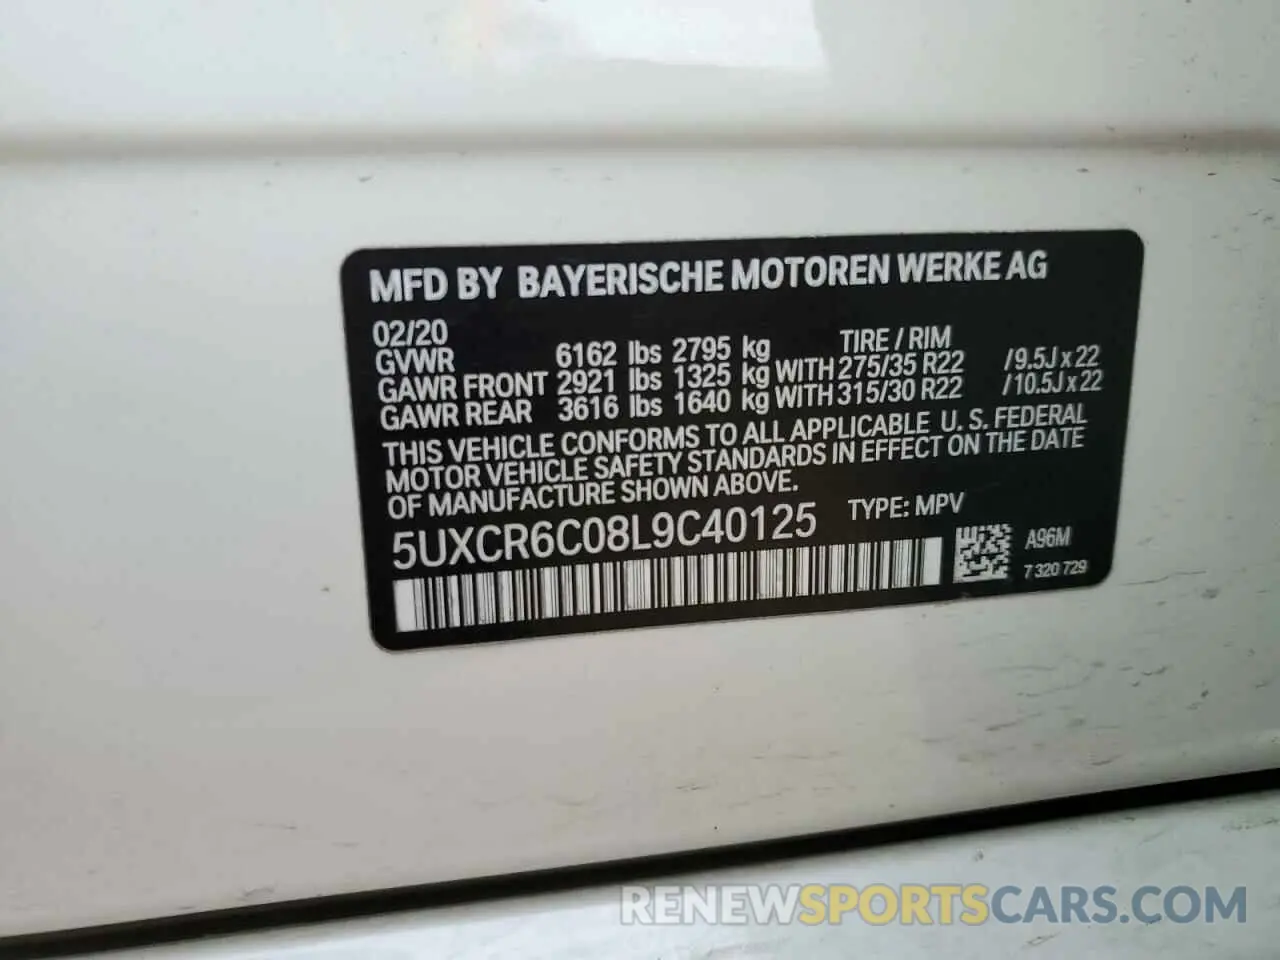 MFD BY BAYERISCHE MOTOREN WERKE AG
02/20 TIRE / RIM
GVWR 6162 lbs 2795 kg
GAWR FRONT 2921 lbs 1325 kg WITH 275/35 R22 /9.5J x 22
GAWR REAR 3616 lbs 1640 kg WITH 315/30 R22 /10.5J x 22
THIS VEHICLE CONFORMS TO ALL APPLICABLE U. S. FEDERAL
MOTOR VEHICLE SAFETY STANDARDS IN EFFECT ON THE DATE
OF MANUFACTURE SHOWN ABOVE.
5UXCR6C08L9C40125 TYPE: MPV
A96M
7 320 729
RENEWSPORTSCARS.COM